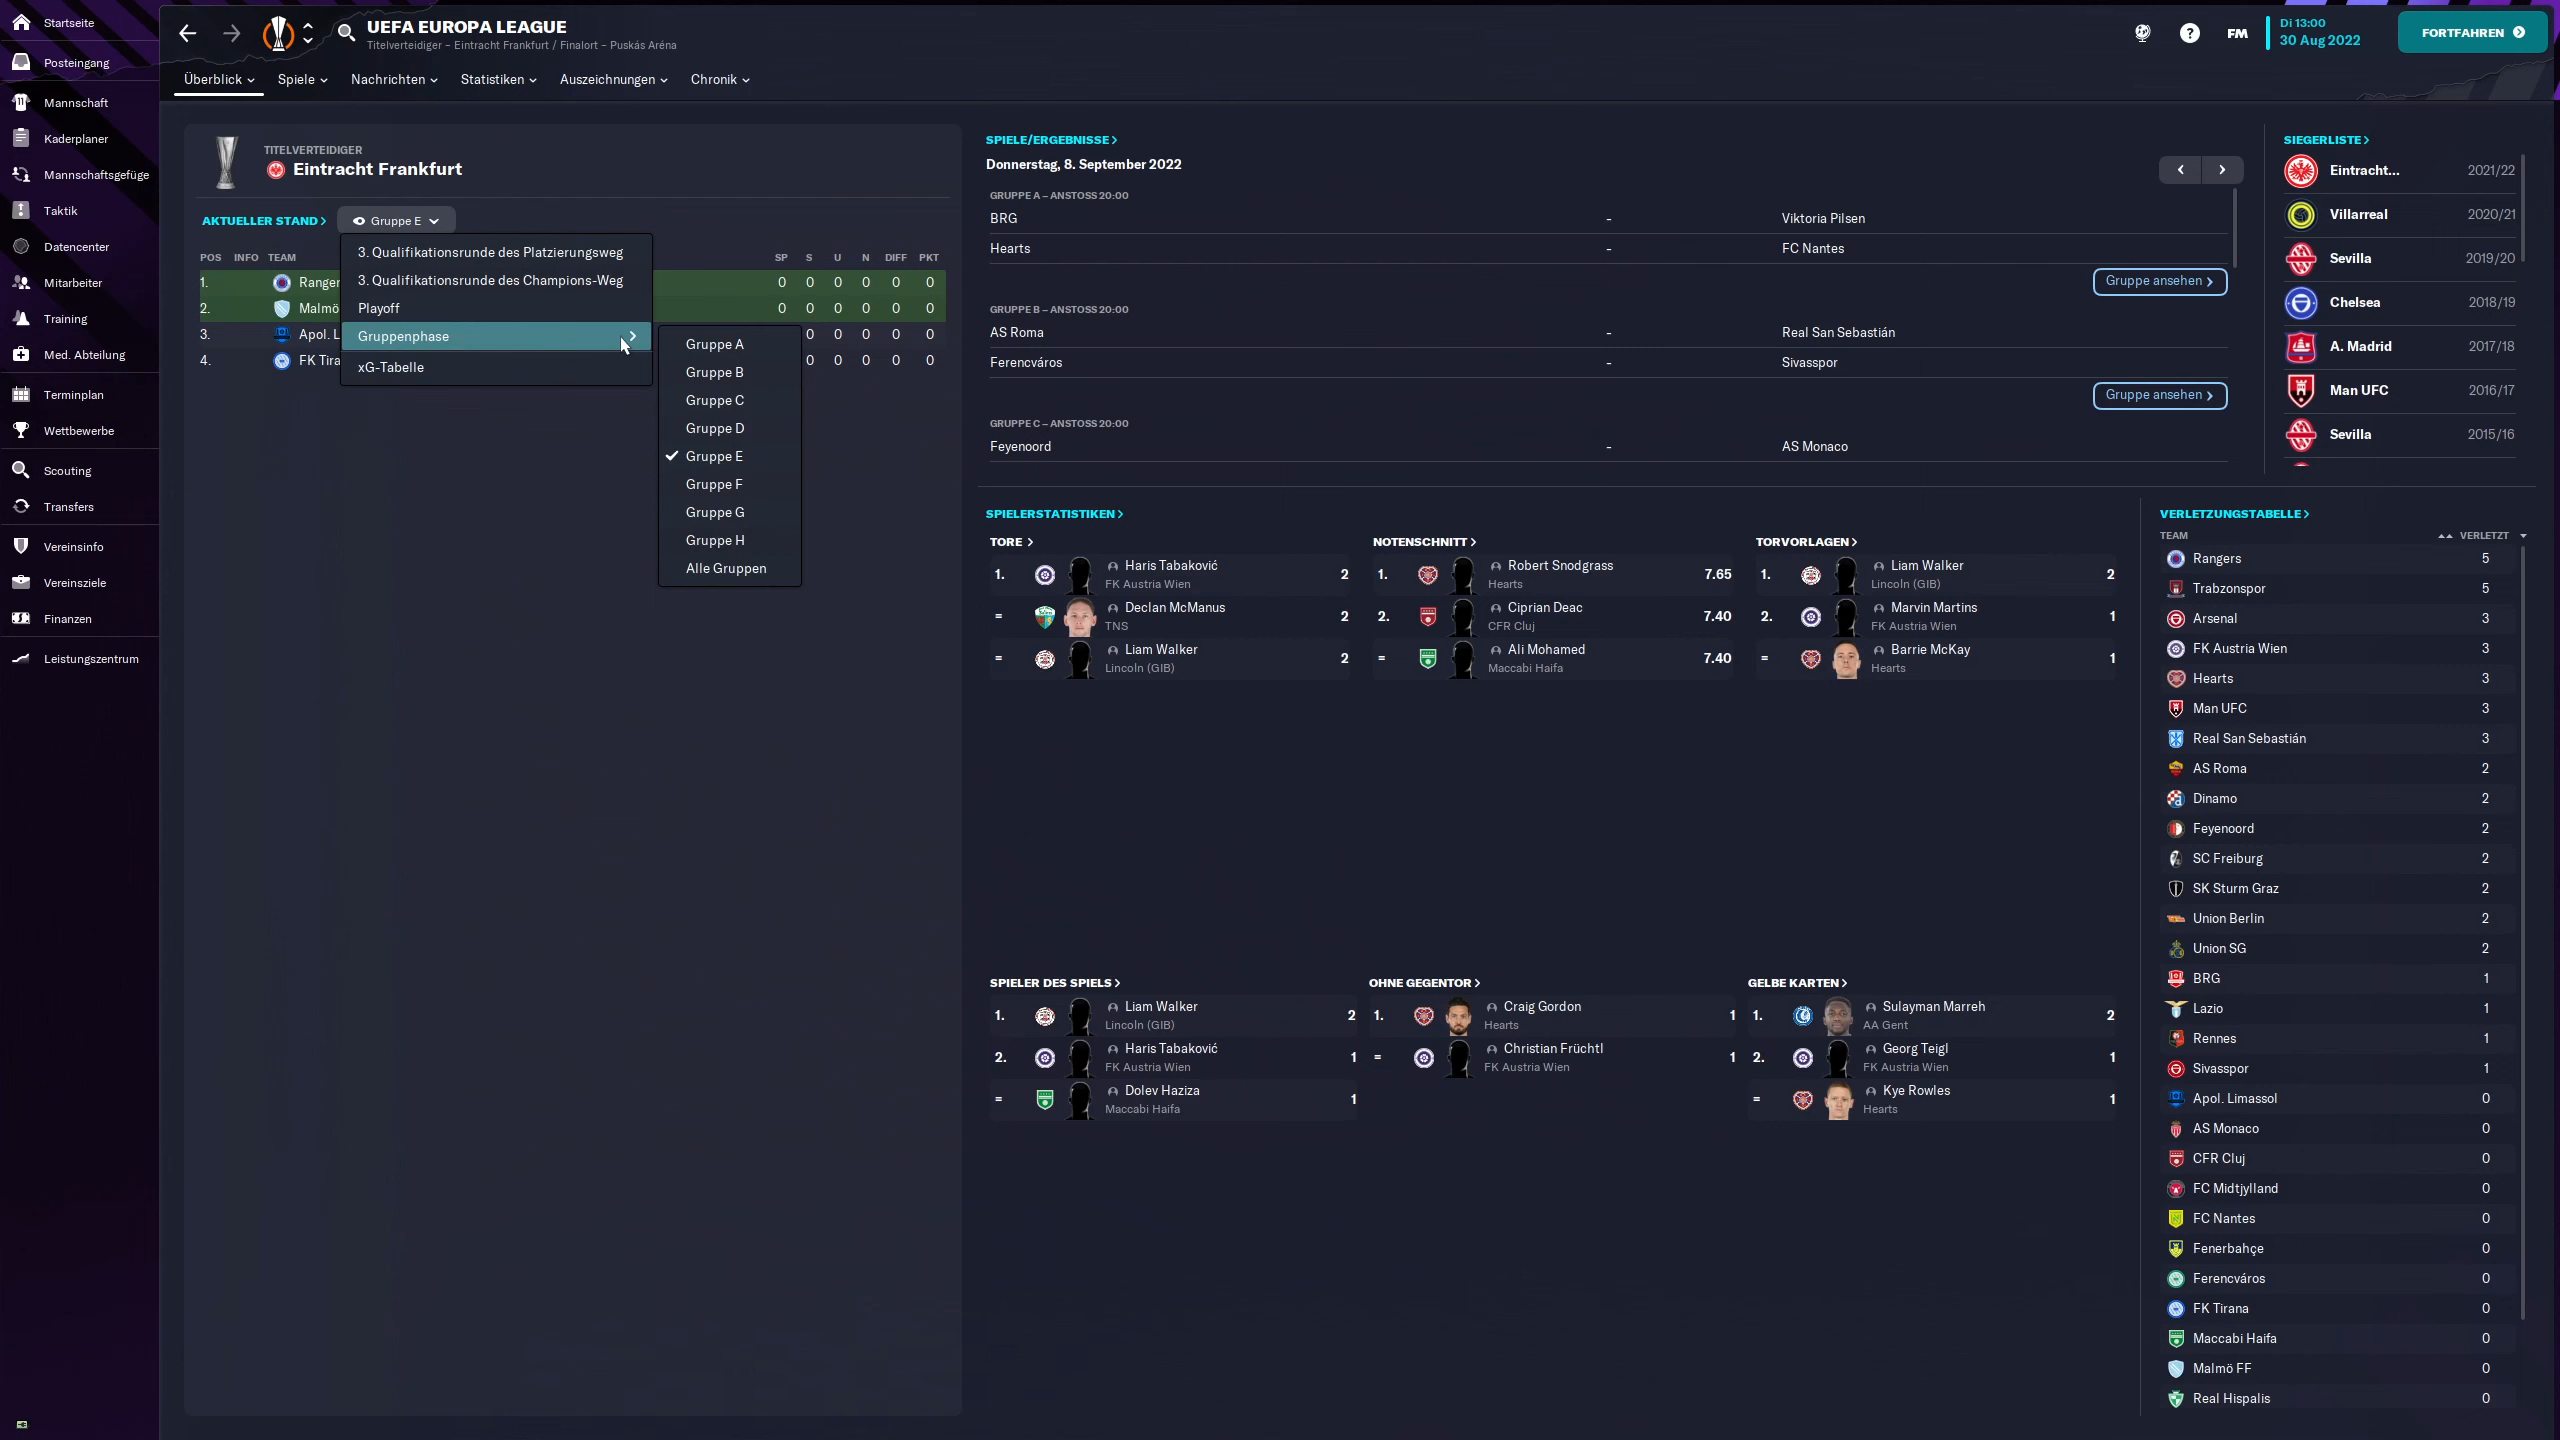 Startseite
Posteingang
Mannschaft
Kaderplaner
Mannschaftsgefüge
Taktik
Datencenter
Mitarbeiter
Training
Med. Abteilung
Terminplan
Wettbewerbe
Scouting
Transfers
Vereinsinfo
Vereinsziele
Finanzen
Leistungszentrum
UEFA EUROPA LEAGUE
Titelverteidiger – Eintracht Frankfurt / Finalort – Puskás Aréna
FM
Di 13:00
30 Aug 2022
FORTFAHREN
Überblick Spiele Nachrichten Statistiken Auszeichnungen Chronik
TITELVERTEIDIGER
Eintracht Frankfurt
AKTUELLER STAND Gruppe E
POS INFO TEAM SP S U N DIFF PKT
1. Ranger 0 0 0 0 0 0
2. Malmö 0 0 0 0 0 0
3. Apol. L 0 0 0 0 0
4. FK Tira 0 0 0 0 0
3. Qualifikationsrunde des Platzierungsweg
3. Qualifikationsrunde des Champions-Weg
Playoff
Gruppenphase
xG-Tabelle
Gruppe A
Gruppe B
Gruppe C
Gruppe D
Gruppe E
Gruppe F
Gruppe G
Gruppe H
Alle Gruppen
SPIELE/ERGEBNISSE
Donnerstag, 8. September 2022
GRUPPE A – ANSTOSS 20:00
BRG - Viktoria Pilsen
Hearts - FC Nantes
Gruppe ansehen
GRUPPE B – ANSTOSS 20:00
AS Roma - Real San Sebastián
Ferencváros - Sivasspor
Gruppe ansehen
GRUPPE C – ANSTOSS 20:00
Feyenoord - AS Monaco
SIEGERLISTE
Eintracht... 2021/22
Villarreal 2020/21
Sevilla 2019/20
Chelsea 2018/19
A. Madrid 2017/18
Man UFC 2016/17
Sevilla 2015/16
SPIELERSTATISTIKEN
TORE
1. Haris Tabaković 2
FK Austria Wien
= Declan McManus 2
TNS
= Liam Walker 2
Lincoln (GIB)
NOTENSCHNITT
1. Robert Snodgrass 7.65
Hearts
2. Ciprian Deac 7.40
CFR Cluj
= Ali Mohamed 7.40
Maccabi Haifa
TORVORLAGEN
1. Liam Walker 2
Lincoln (GIB)
2. Marvin Martins 1
FK Austria Wien
= Barrie McKay 1
Hearts
SPIELER DES SPIELS
1. Liam Walker 2
Lincoln (GIB)
2. Haris Tabaković 1
FK Austria Wien
= Dolev Haziza 1
Maccabi Haifa
OHNE GEGENTOR
1. Craig Gordon 1
Hearts
= Christian Früchtl 1
FK Austria Wien
GELBE KARTEN
1. Sulayman Marreh 2
AA Gent
2. Georg Teigl 1
FK Austria Wien
= Kye Rowles 1
Hearts
VERLETZUNGSTABELLE
TEAM VERLETZT
Rangers 5
Trabzonspor 5
Arsenal 3
FK Austria Wien 3
Hearts 3
Man UFC 3
Real San Sebastián 3
AS Roma 2
Dinamo 2
Feyenoord 2
SC Freiburg 2
SK Sturm Graz 2
Union Berlin 2
Union SG 2
BRG 1
Lazio 1
Rennes 1
Sivasspor 1
Apol. Limassol 0
AS Monaco 0
CFR Cluj 0
FC Midtjylland 0
FC Nantes 0
Fenerbahçe 0
Ferencváros 0
FK Tirana 0
Maccabi Haifa 0
Malmö FF 0
Real Hispalis 0